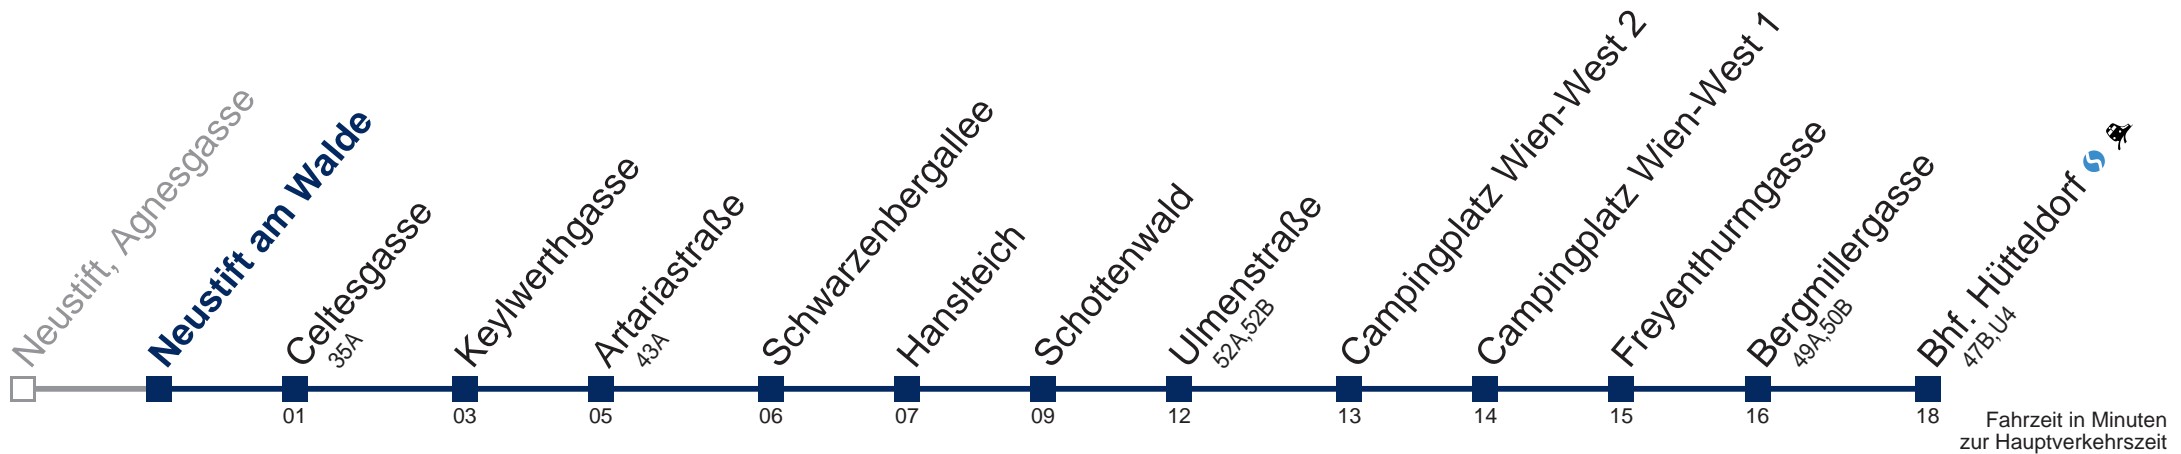 Neustift, Agnesgasse
Neustift am Walde
Celtesgasse
35A
Keylwerthgasse
Artariastraße
43A
Schwarzenbergallee
Hanslteich
Schottenwald
Ulmenstraße
52A,52B
Campingplatz Wien-West 2
Campingplatz Wien-West 1
Freyenthurmgasse
Bergmillergasse
49A,50B
Bhf. Hütteldorf
47B,U4
01 03 05 06 07 09 12 13 14 15 16 18
Fahrzeit in Minuten
zur Hauptverkehrszeit